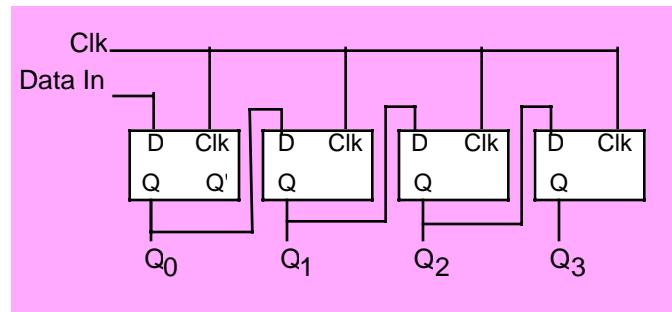 Clk
Data In
D Clk D Clk D Clk D Clk
Q Q' Q Q Q
Q0 Q1 Q2 Q3